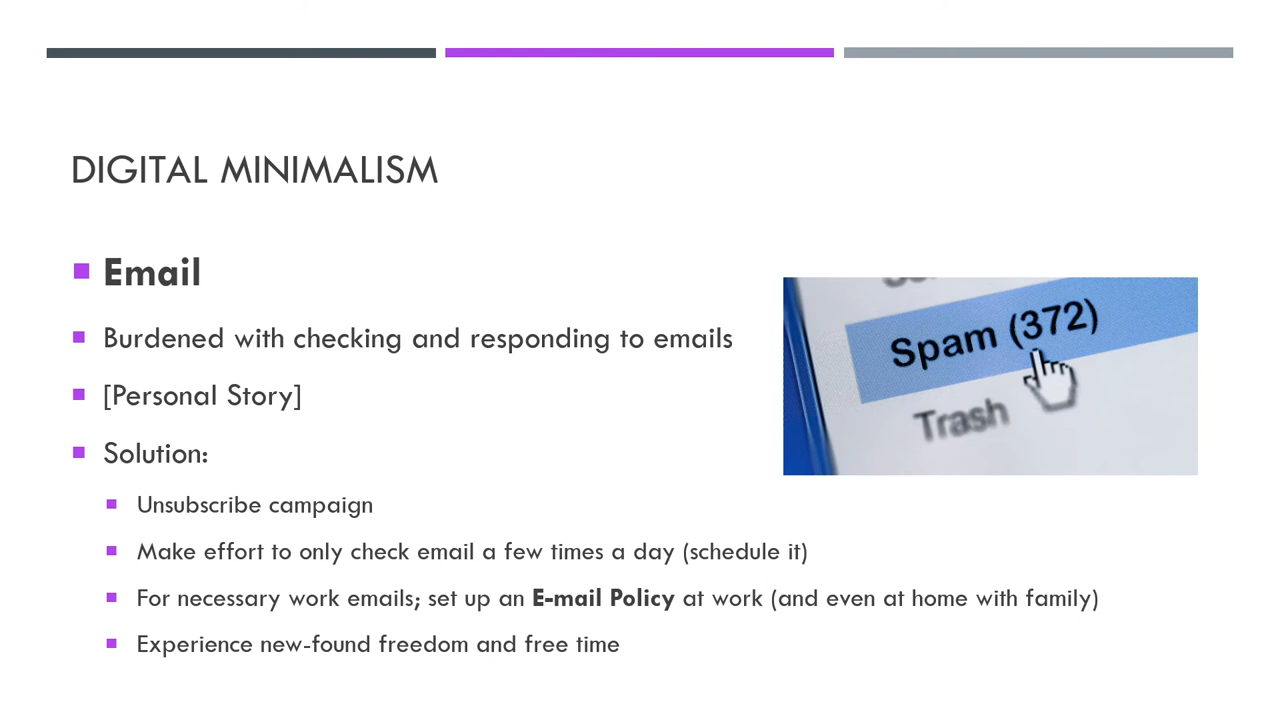 DIGITAL MINIMALISM
Email
Burdened with checking and responding to emails
[Personal Story]
Solution:
Unsubscribe campaign
Make effort to only check email a few times a day (schedule it)
For necessary work emails; set up an E-mail Policy at work (and even at home with family)
Experience new-found freedom and free time
Spam (372)
Trash